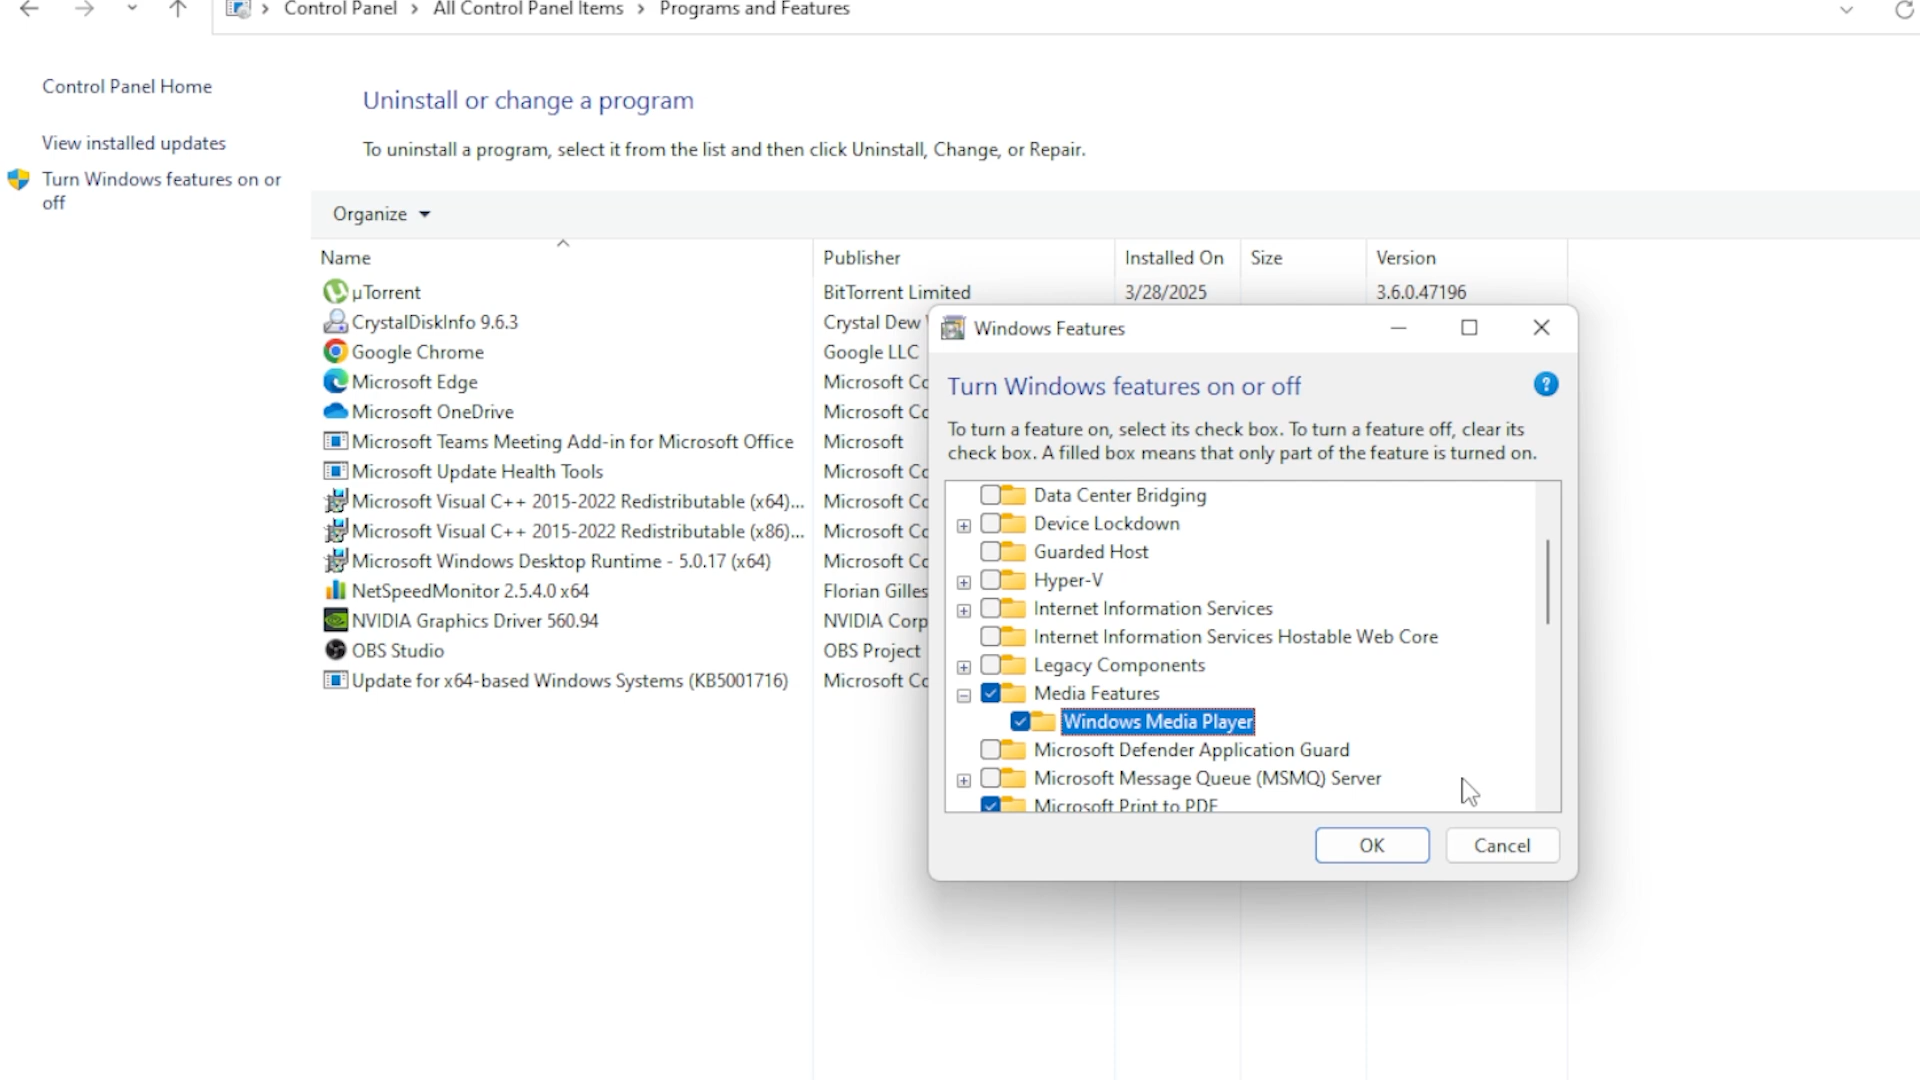 Control Panel > All Control Panel Items > Programs and Features
Control Panel Home
View installed updates
Turn Windows features on or
off
Uninstall or change a program
To uninstall a program, select it from the list and then click Uninstall, Change, or Repair.
Organize
Name Publisher Installed On Size Version
µTorrent BitTorrent Limited 3/28/2025 3.6.0.47196
CrystalDiskInfo 9.6.3 Crystal Dew
Google Chrome Google LLC
Microsoft Edge Microsoft Co
Microsoft OneDrive Microsoft Co
Microsoft Teams Meeting Add-in for Microsoft Office Microsoft
Microsoft Update Health Tools Microsoft Co
Microsoft Visual C++ 2015-2022 Redistributable (x64)... Microsoft Co
Microsoft Visual C++ 2015-2022 Redistributable (x86)... Microsoft Co
Microsoft Windows Desktop Runtime - 5.0.17 (x64) Microsoft Co
NetSpeedMonitor 2.5.4.0 x64 Florian Gilles
NVIDIA Graphics Driver 560.94 NVIDIA Corp
OBS Studio OBS Project
Update for x64-based Windows Systems (KB5001716) Microsoft Co
Windows Features
Turn Windows features on or off
?
To turn a feature on, select its check box. To turn a feature off, clear its
check box. A filled box means that only part of the feature is turned on.
Data Center Bridging
Device Lockdown
Guarded Host
Hyper-V
Internet Information Services
Internet Information Services Hostable Web Core
Legacy Components
Media Features
Windows Media Player
Microsoft Defender Application Guard
Microsoft Message Queue (MSMQ) Server
Microsoft Print to PDF
OK Cancel